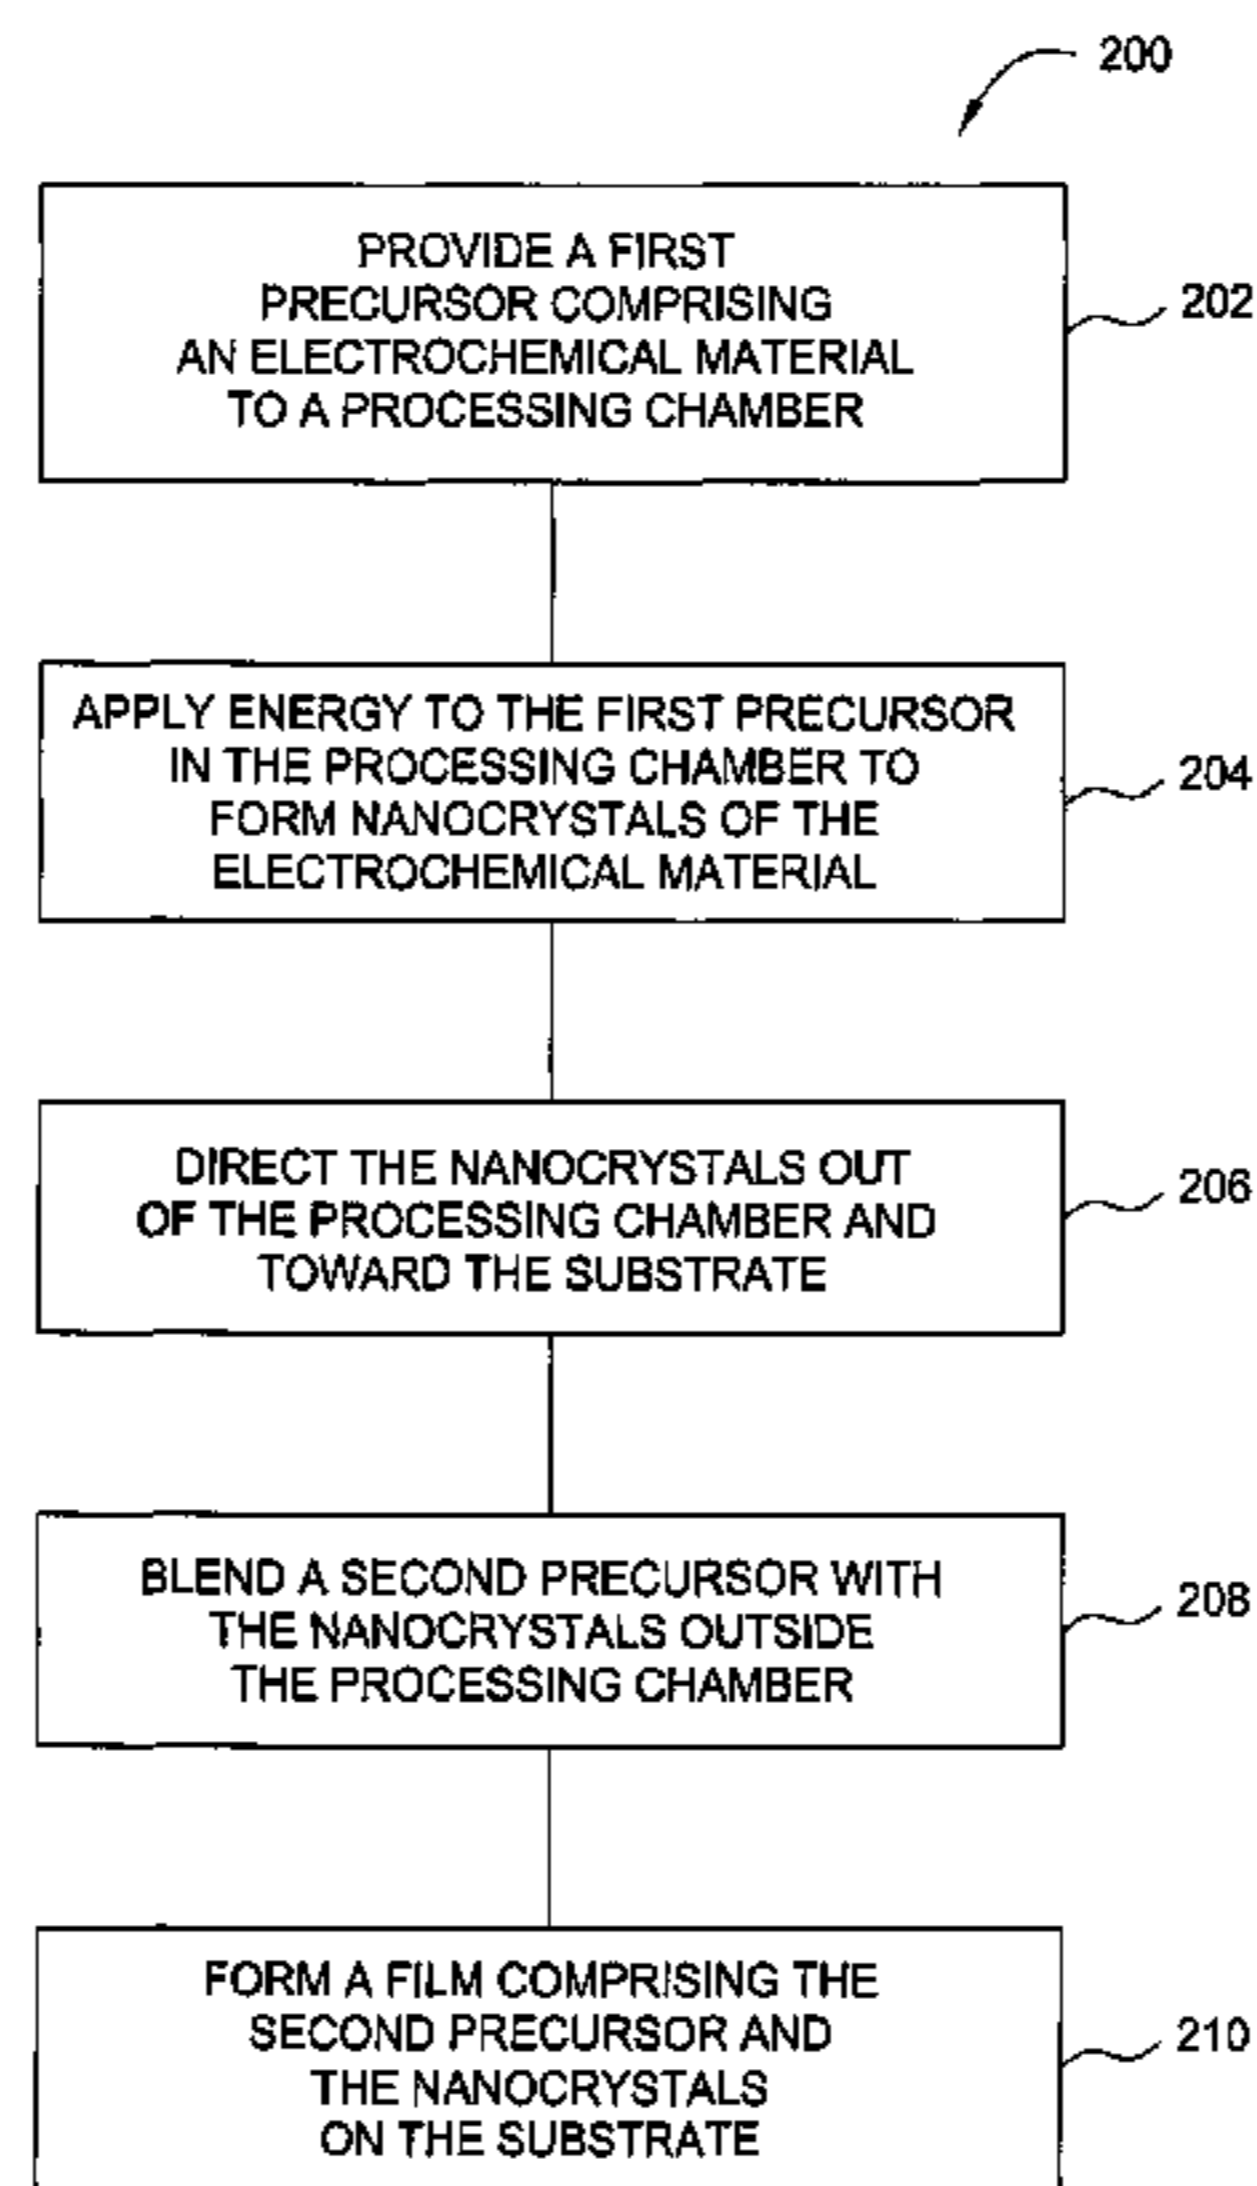 200
PROVIDE A FIRST
PRECURSOR COMPRISING
AN ELECTROCHEMICAL MATERIAL
TO A PROCESSING CHAMBER
202
APPLY ENERGY TO THE FIRST PRECURSOR
IN THE PROCESSING CHAMBER TO
FORM NANOCRYSTALS OF THE
ELECTROCHEMICAL MATERIAL
204
DIRECT THE NANOCRYSTALS OUT
OF THE PROCESSING CHAMBER AND
TOWARD THE SUBSTRATE
206
BLEND A SECOND PRECURSOR WITH
THE NANOCRYSTALS OUTSIDE
THE PROCESSING CHAMBER
208
FORM A FILM COMPRISING THE
SECOND PRECURSOR AND
THE NANOCRYSTALS
ON THE SUBSTRATE
210